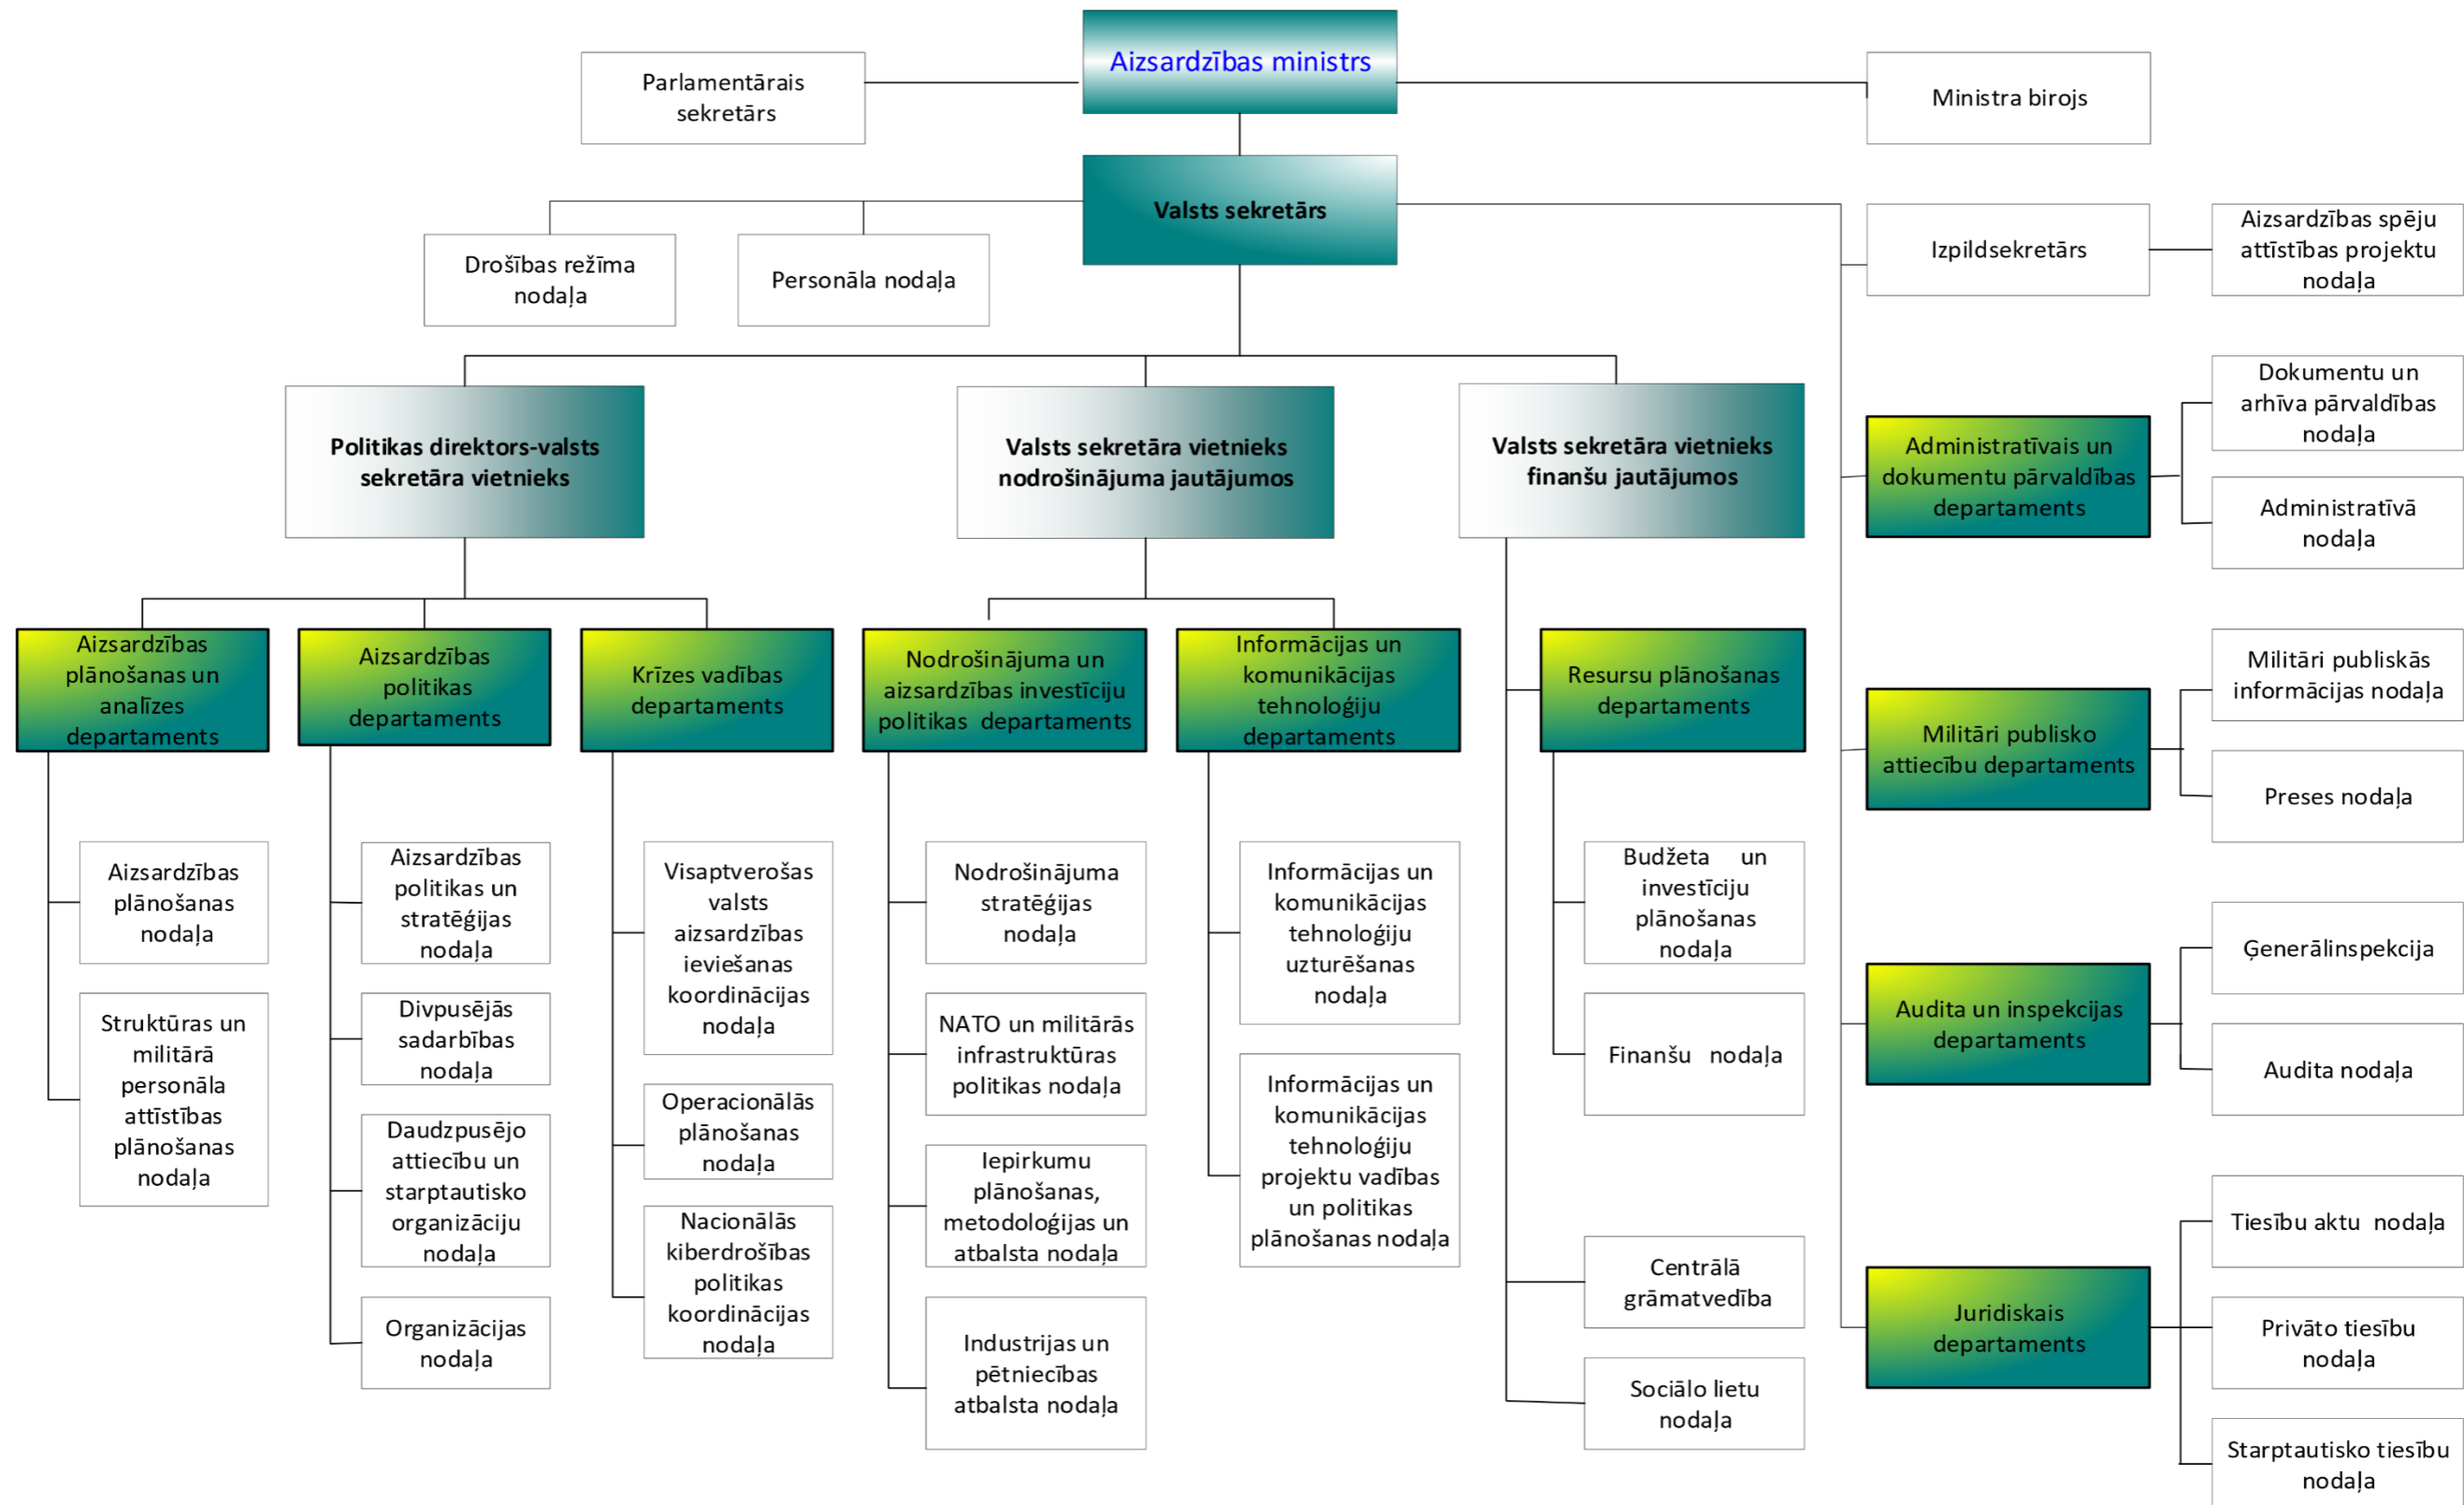 Aizsardzības ministrs
Parlamentārais
sekretārs
Ministra birojs
Valsts sekretārs
Drošības režīma
nodaļa
Personāla nodaļa
Izpildsekretārs
Aizsardzības spēju
attīstības projektu
nodaļa
Politikas direktors-valsts
sekretāra vietnieks
Valsts sekretāra vietnieks
nodrošinājuma jautājumos
Valsts sekretāra vietnieks
finanšu jautājumos
Administratīvais un
dokumentu pārvaldības
departaments
Dokumentu un
arhīva pārvaldības
nodaļa
Administratīvā
nodaļa
Aizsardzības
plānošanas un
analīzes
departaments
Aizsardzības
politikas
departaments
Krīzes vadības
departaments
Nodrošinājuma un
aizsardzības investīciju
politikas departaments
Informācijas un
komunikācijas
tehnoloģiju
departaments
Resursu plānošanas
departaments
Militāri publisko
attiecību departaments
Militāri publiskās
informācijas nodaļa
Preses nodaļa
Aizsardzības
plānošanas
nodaļa
Struktūras un
militārā
personāla
attīstības
plānošanas
nodaļa
Aizsardzības
politikas un
stratēģijas
nodaļa
Divpusējās
sadarbības
nodaļa
Daudzpusējo
attiecību un
starptautisko
organizāciju
nodaļa
Organizācijas
nodaļa
Visaptverošas
valsts
aizsardzības
ieviešanas
koordinācijas
nodaļa
Operacionālās
plānošanas
nodaļa
Nacionālās
kiberdrošības
politikas
koordinācijas
nodaļa
Nodrošinājuma
stratēģijas
nodaļa
NATO un militārās
infrastruktūras
politikas nodaļa
Iepirkumu
plānošanas,
metodoloģijas un
atbalsta nodaļa
Industrijas un
pētniecības
atbalsta nodaļa
Informācijas un
komunikācijas
tehnoloģiju
uzturēšanas
nodaļa
Informācijas un
komunikācijas
tehnoloģiju
projektu vadības
un politikas
plānošanas nodaļa
Budžeta un
investīciju
plānošanas
nodaļa
Finanšu nodaļa
Centrālā
grāmatvedība
Sociālo lietu
nodaļa
Audita un inspekcijas
departaments
Ģenerālinspekcija
Audita nodaļa
Juridiskais
departaments
Tiesību aktu nodaļa
Privāto tiesību
nodaļa
Starptautisko tiesību
nodaļa